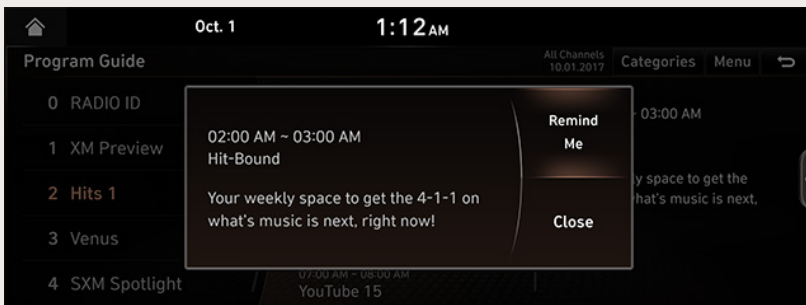 Oct. 1
1:12 AM
Program Guide
All Channels
10.01.2017
Categories
Menu
0 RADIO ID
1 XM Preview
2 Hits 1
3 Venus
4 SXM Spotlight
02:00 AM ~ 03:00 AM
Hit-Bound
Your weekly space to get the 4-1-1 on
what's music is next, right now!
Remind
Me
Close
~ 03:00 AM
y space to get the
hat's music is next,
07:00 AM ~ 08:00 AM
YouTube 15